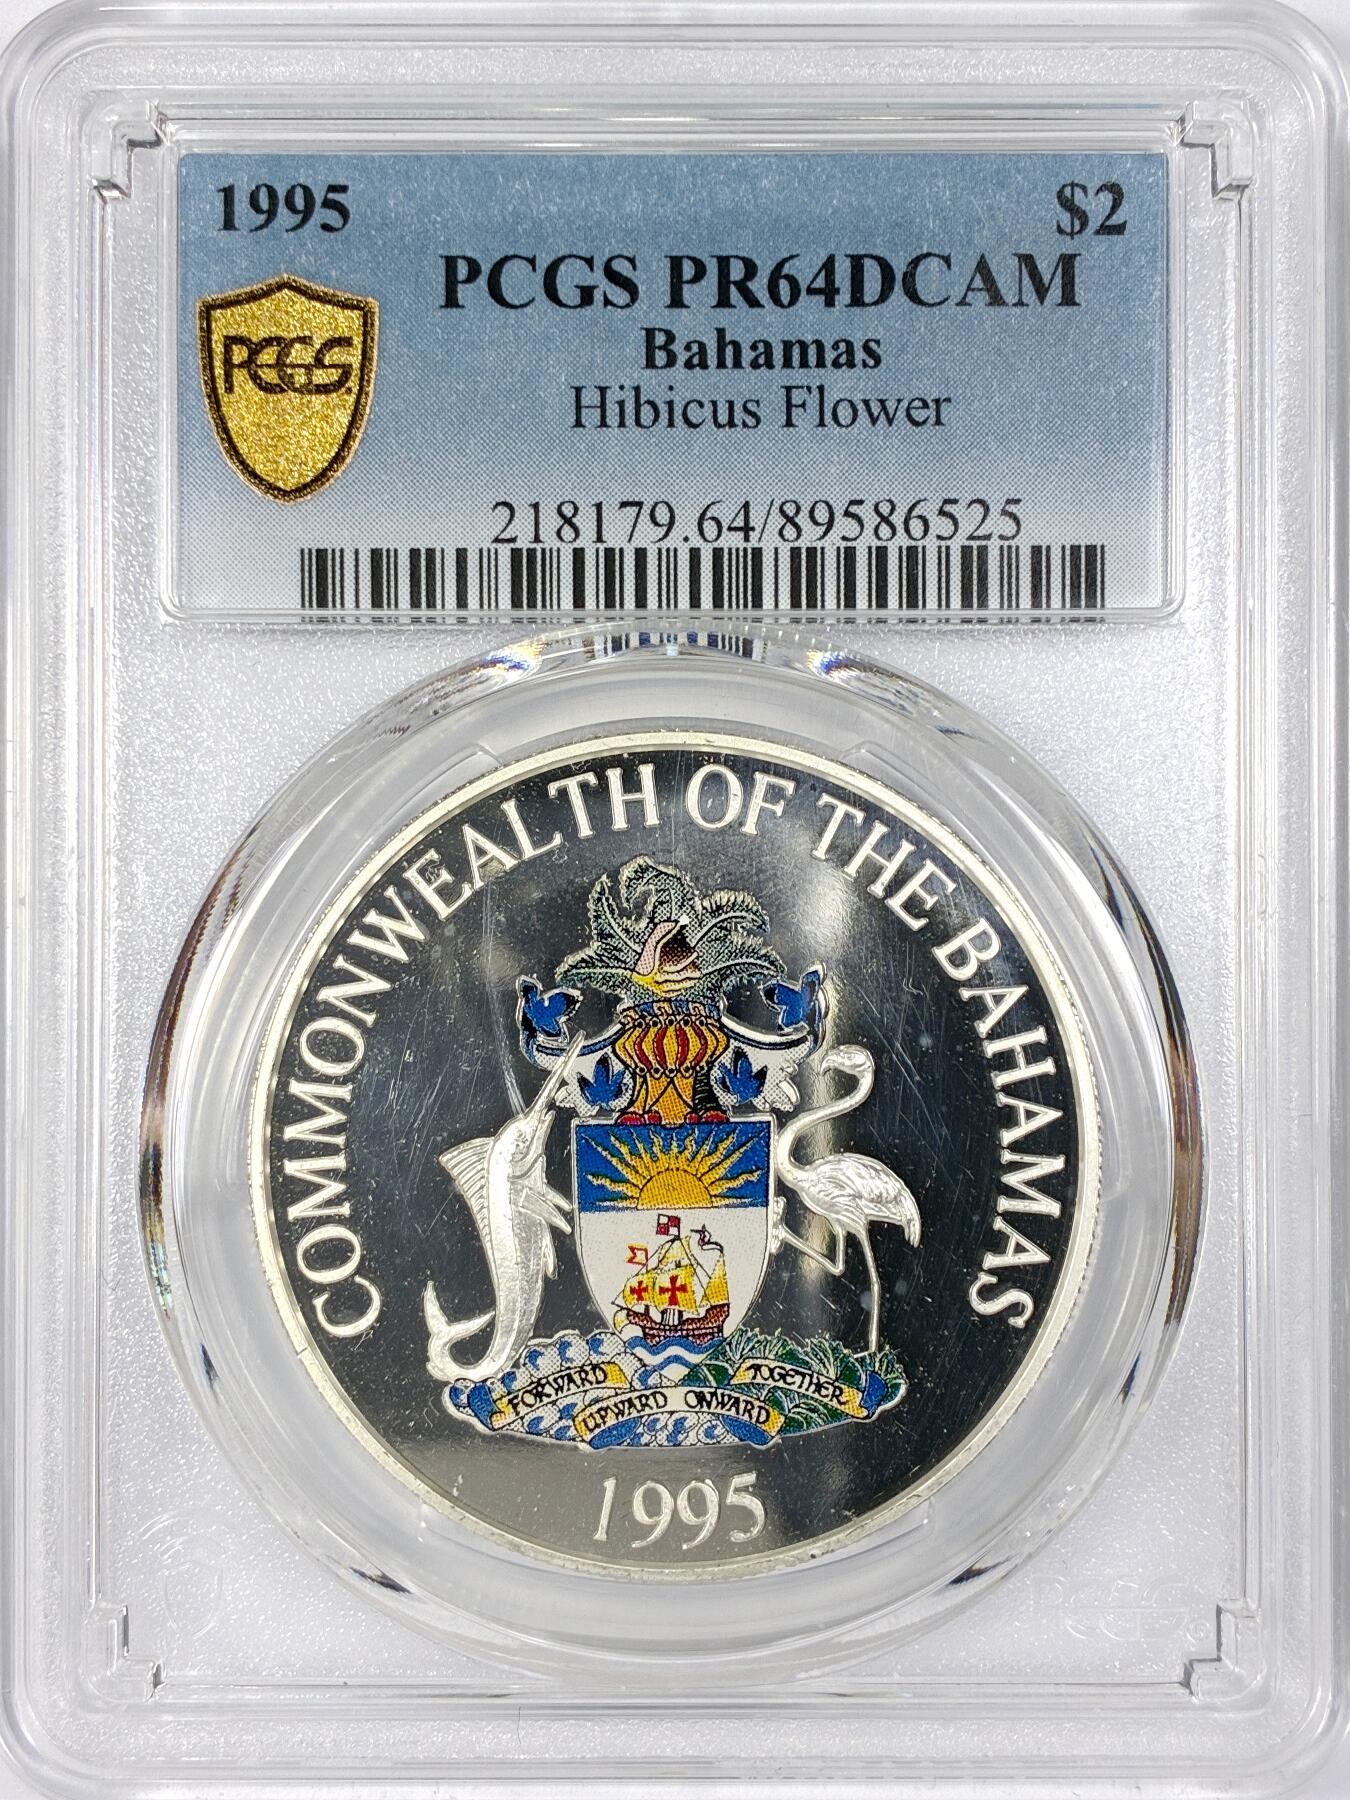 1995 $2
PCGS PR64DCAM
Bahamas
Hibicus Flower
PCGS
218179.64/89586525
COMMONWEALTH OF THE BAHAMAS
FORWARD UPWARD ONWARD TOGETHER
1995